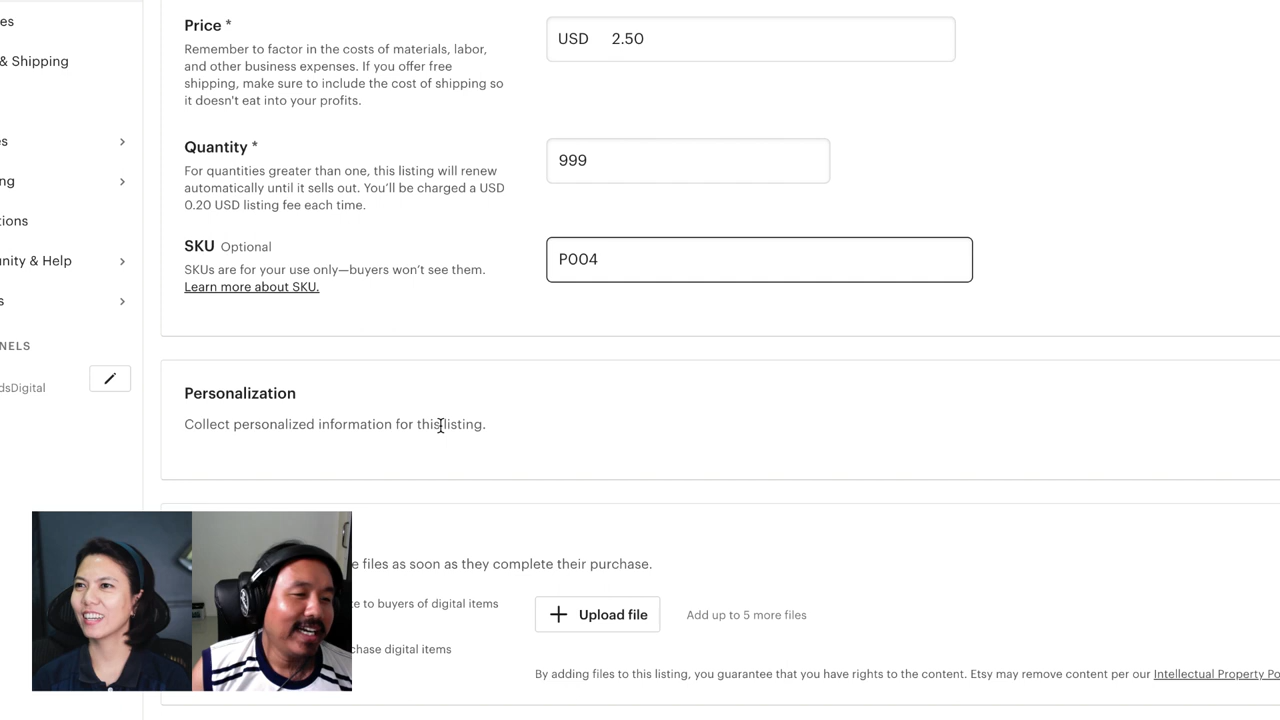 es
& Shipping
es
ng
tions
unity & Help
s
NELS
dsDigital
Price *
Remember to factor in the costs of materials, labor,
and other business expenses. If you offer free
shipping, make sure to include the cost of shipping so
it doesn't eat into your profits.
USD 2.50
Quantity *
For quantities greater than one, this listing will renew
automatically until it sells out. You’ll be charged a USD
0.20 USD listing fee each time.
999
SKU Optional
SKUs are for your use only—buyers won’t see them.
Learn more about SKU.
P004
Personalization
Collect personalized information for this listing.
e files as soon as they complete their purchase.
te to buyers of digital items
chase digital items
+ Upload file
Add up to 5 more files
By adding files to this listing, you guarantee that you have rights to the content. Etsy may remove content per our Intellectual Property Po